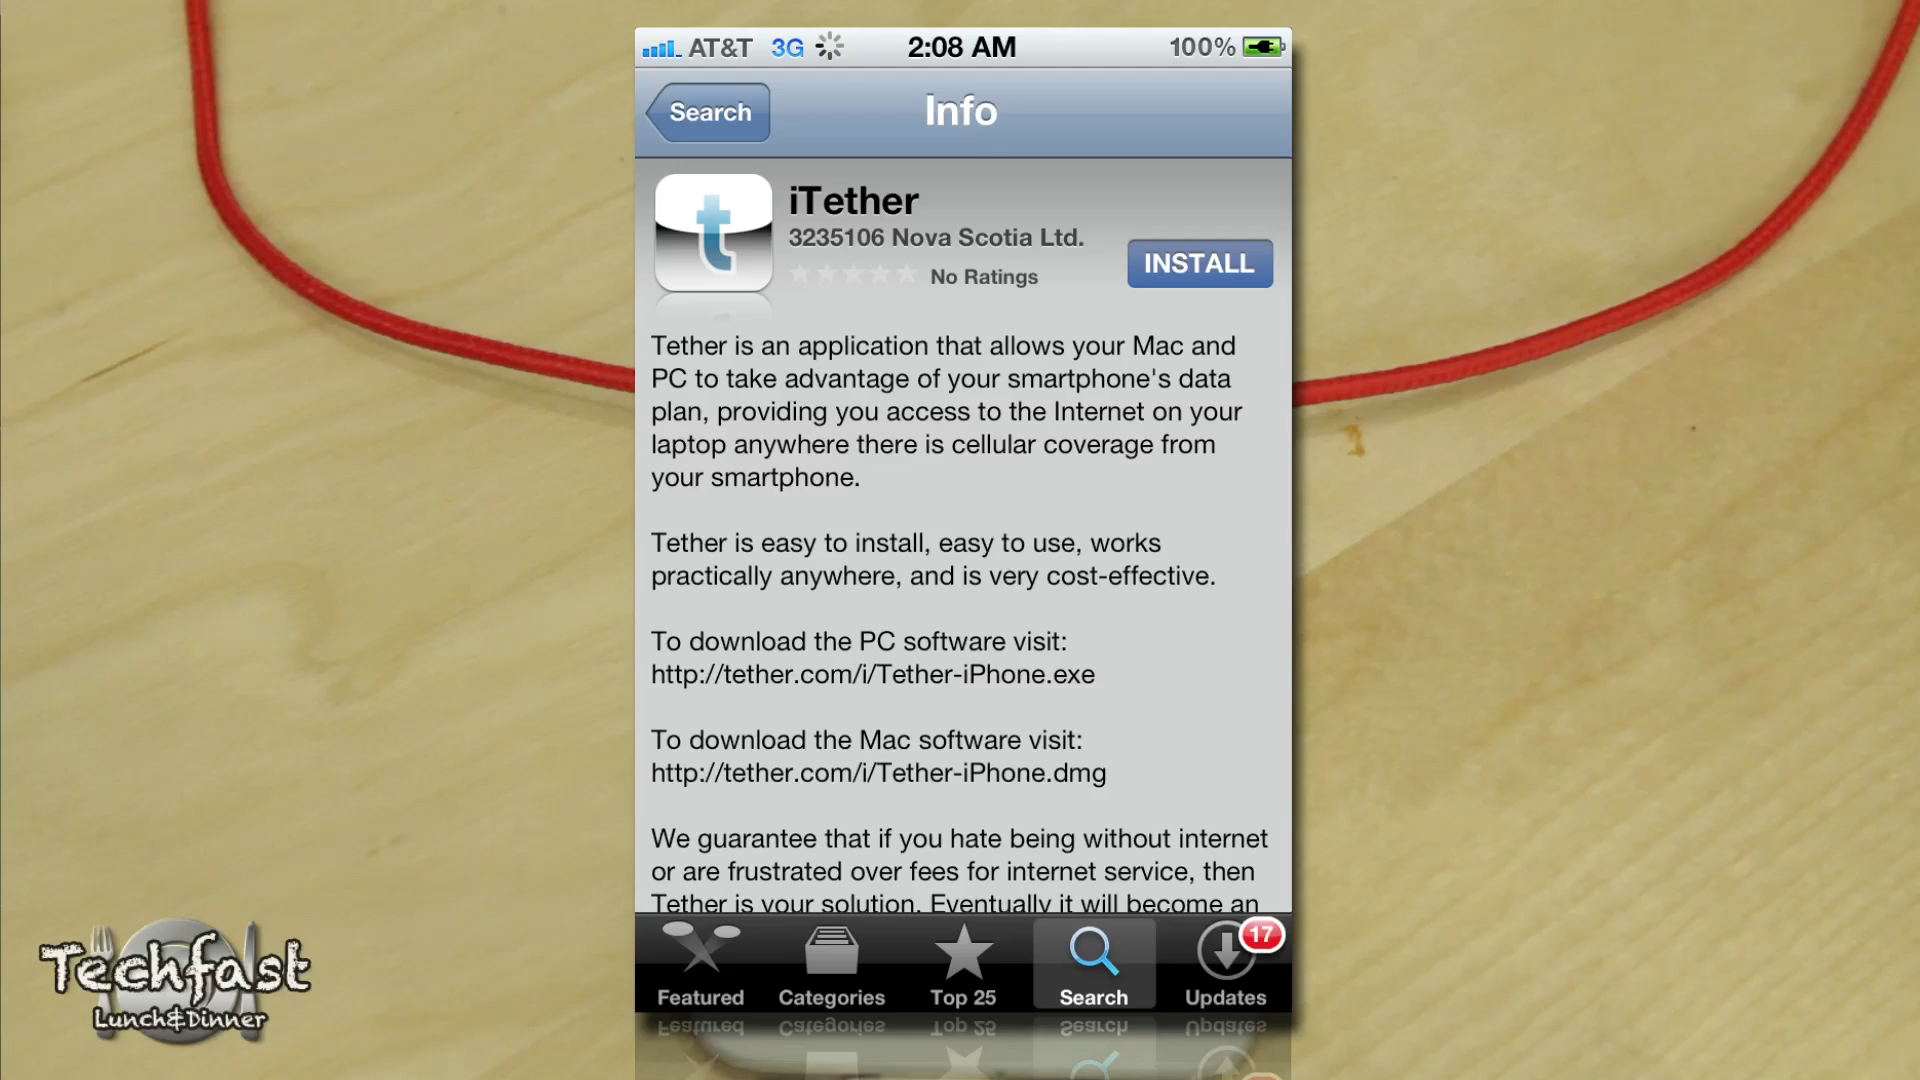 AT&T 3G 2:08 AM 100%
Search Info
iTether
3235106 Nova Scotia Ltd.
No Ratings
INSTALL
Tether is an application that allows your Mac and
PC to take advantage of your smartphone's data
plan, providing you access to the Internet on your
laptop anywhere there is cellular coverage from
your smartphone.
Tether is easy to install, easy to use, works
practically anywhere, and is very cost-effective.
To download the PC software visit:
http://tether.com/i/Tether-iPhone.exe
To download the Mac software visit:
http://tether.com/i/Tether-iPhone.dmg
We guarantee that if you hate being without internet
or are frustrated over fees for internet service, then
Tether is your solution. Eventually it will become an
17
Featured Categories Top 25 Search Updates
Techfast
Lunch&Dinner